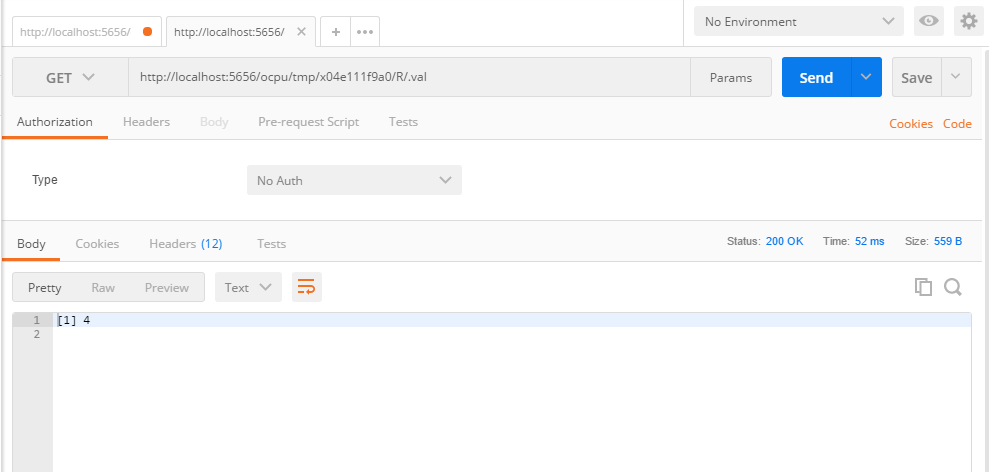 http://localhost:5656/ http://localhost:5656/ + ••• No Environment
GET http://localhost:5656/ocpu/tmp/x04e111f9a0/R/.val Params Send Save
Authorization Headers Body Pre-request Script Tests Cookies Code
Type No Auth
Body Cookies Headers (12) Tests Status: 200 OK Time: 52 ms Size: 559 B
Pretty Raw Preview Text
1 [1] 4
2